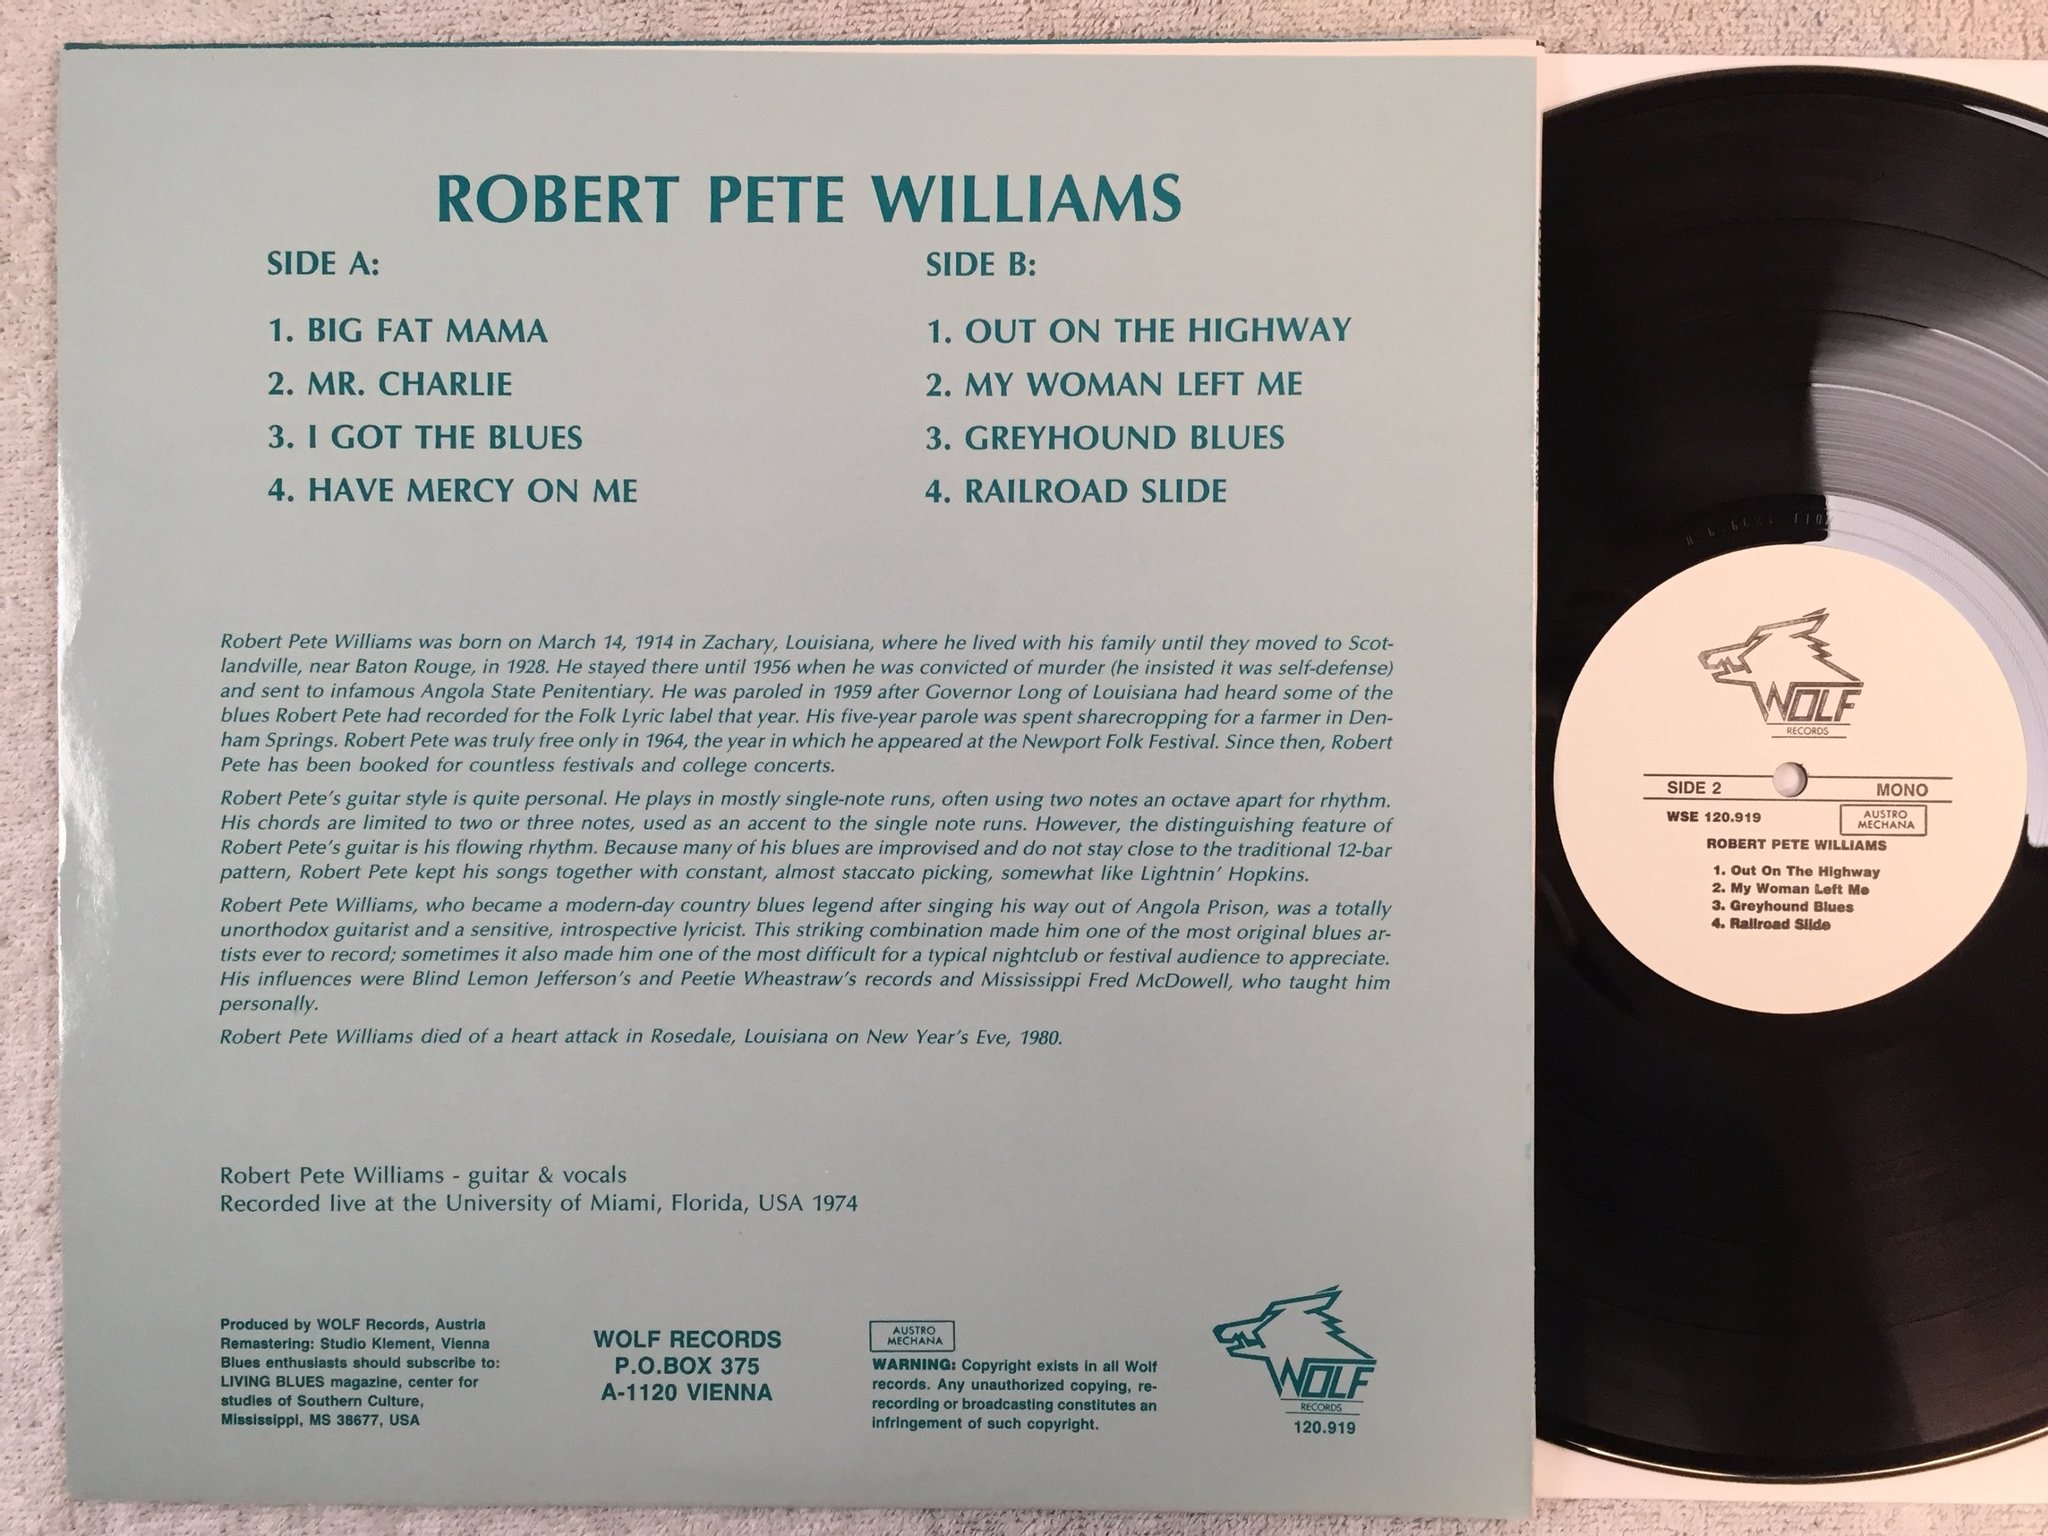 ROBERT PETE WILLIAMS
SIDE A:
1. BIG FAT MAMA
2. MR. CHARLIE
3. I GOT THE BLUES
4. HAVE MERCY ON ME
SIDE B:
1. OUT ON THE HIGHWAY
2. MY WOMAN LEFT ME
3. GREYHOUND BLUES
4. RAILROAD SLIDE
Robert Pete Williams was born on March 14, 1914 in Zachary, Louisiana, where he lived with his family until they moved to Scot-
landville, near Baton Rouge, in 1928. He stayed there until 1956 when he was convicted of murder (he insisted it was self-defense)
and sent to infamous Angola State Penitentiary. He was paroled in 1959 after Governor Long of Louisiana had heard some of the
blues Robert Pete had recorded for the Folk Lyric label that year. His five-year parole was spent sharecropping for a farmer in Den-
ham Springs. Robert Pete was truly free only in 1964, the year in which he appeared at the Newport Folk Festival. Since then, Robert
Pete has been booked for countless festivals and college concerts.
Robert Pete's guitar style is quite personal. He plays in mostly single-note runs, often using two notes an octave apart for rhythm.
His chords are limited to two or three notes, used as an accent to the single note runs. However, the distinguishing feature of
Robert Pete's guitar is his flowing rhythm. Because many of his blues are improvised and do not stay close to the traditional 12-bar
pattern, Robert Pete kept his songs together with constant, almost staccato picking, somewhat like Lightnin' Hopkins.
Robert Pete Williams, who became a modern-day country blues legend after singing his way out of Angola Prison, was a totally
unorthodox guitarist and a sensitive, introspective lyricist. This striking combination made him one of the most original blues ar-
tists ever to record; sometimes it also made him one of the most difficult for a typical nightclub or festival audience to appreciate.
His influences were Blind Lemon Jefferson's and Peetie Wheastraw's records and Mississippi Fred McDowell, who taught him
personally.
Robert Pete Williams died of a heart attack in Rosedale, Louisiana on New Year's Eve, 1980.
Robert Pete Williams - guitar & vocals
Recorded live at the University of Miami, Florida, USA 1974
Produced by WOLF Records, Austria
Remastering: Studio Klement, Vienna
Blues enthusiasts should subscribe to:
LIVING BLUES magazine, center for
studies of Southern Culture,
Mississippi, MS 38677, USA
WOLF RECORDS
P.O.BOX 375
A-1120 VIENNA
AUSTRO
MECHANA
WARNING: Copyright exists in all Wolf
records. Any unauthorized copying, re-
recording or broadcasting constitutes an
infringement of such copyright.
WOLF
RECORDS
120.919
WOLF
RECORDS
SIDE 2 MONO
WSE 120.919
AUSTRO
MECHANA
ROBERT PETE WILLIAMS
1. Out On The Highway
2. My Woman Left Me
3. Greyhound Blues
4. Railroad Slide